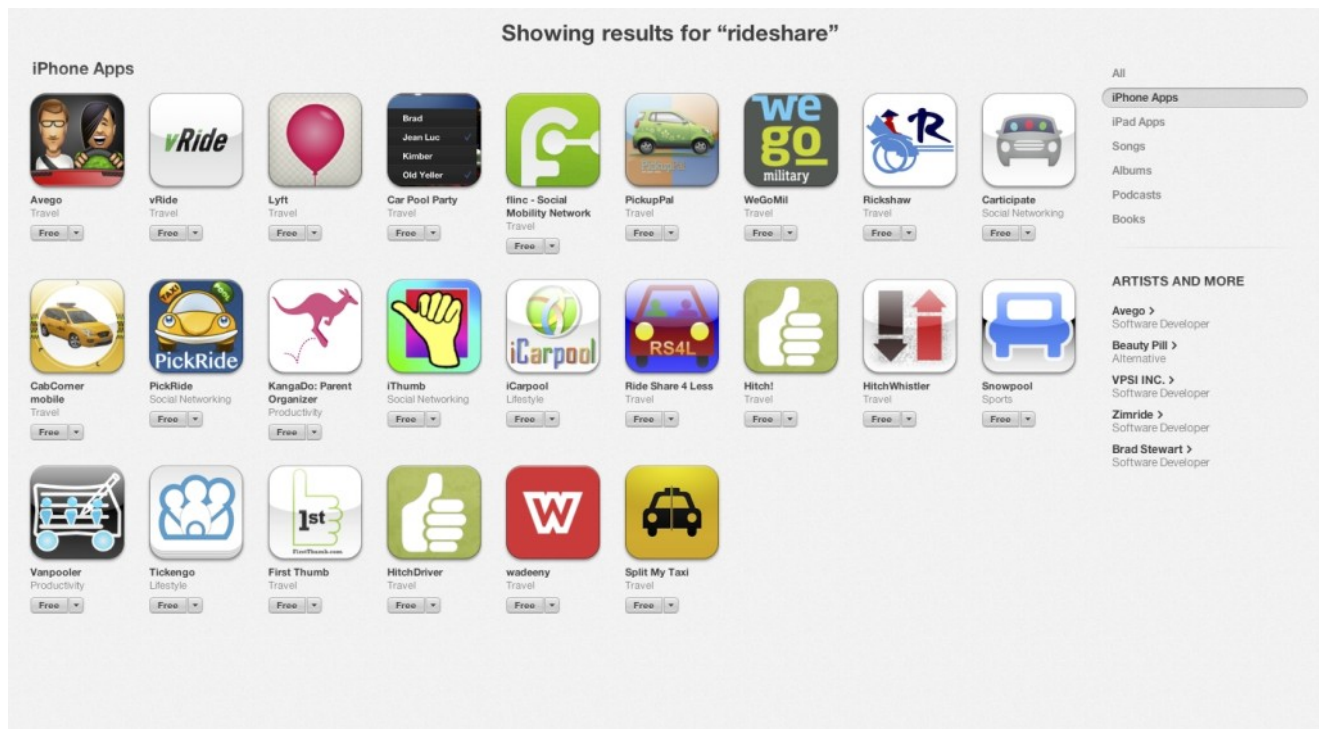 Showing results for “rideshare”
iPhone Apps
vRide
Brad
Jean Luc
Kimber
Old Yeller
PickupPal
we
go
military
R
Avego
Travel
Free
vRide
Travel
Free
Lyft
Travel
Free
Car Pool Party
Travel
Free
flinc - Social
Mobility Network
Travel
Free
PickupPal
Travel
Free
WeGoMil
Travel
Free
Rickshaw
Travel
Free
Carticipate
Social Networking
Free
TAXI
POOL
PickRide
iCarpool
RS4L
CabCorner
mobile
Travel
Free
PickRide
Social Networking
Free
KangaDo: Parent
Organizer
Productivity
Free
iThumb
Social Networking
Free
iCarpool
Lifestyle
Free
Ride Share 4 Less
Travel
Free
Hitch!
Travel
Free
HitchWhistler
Travel
Free
Snowpool
Sports
Free
1st
FirstThumb.com
W
Vanpooler
Productivity
Free
Tickengo
Lifestyle
Free
First Thumb
Travel
Free
HitchDriver
Travel
Free
wadeeny
Travel
Free
Split My Taxi
Travel
Free
All
iPhone Apps
iPad Apps
Songs
Albums
Podcasts
Books
ARTISTS AND MORE
Avego >
Software Developer
Beauty Pill >
Alternative
VPSI INC. >
Software Developer
Zimride >
Software Developer
Brad Stewart >
Software Developer